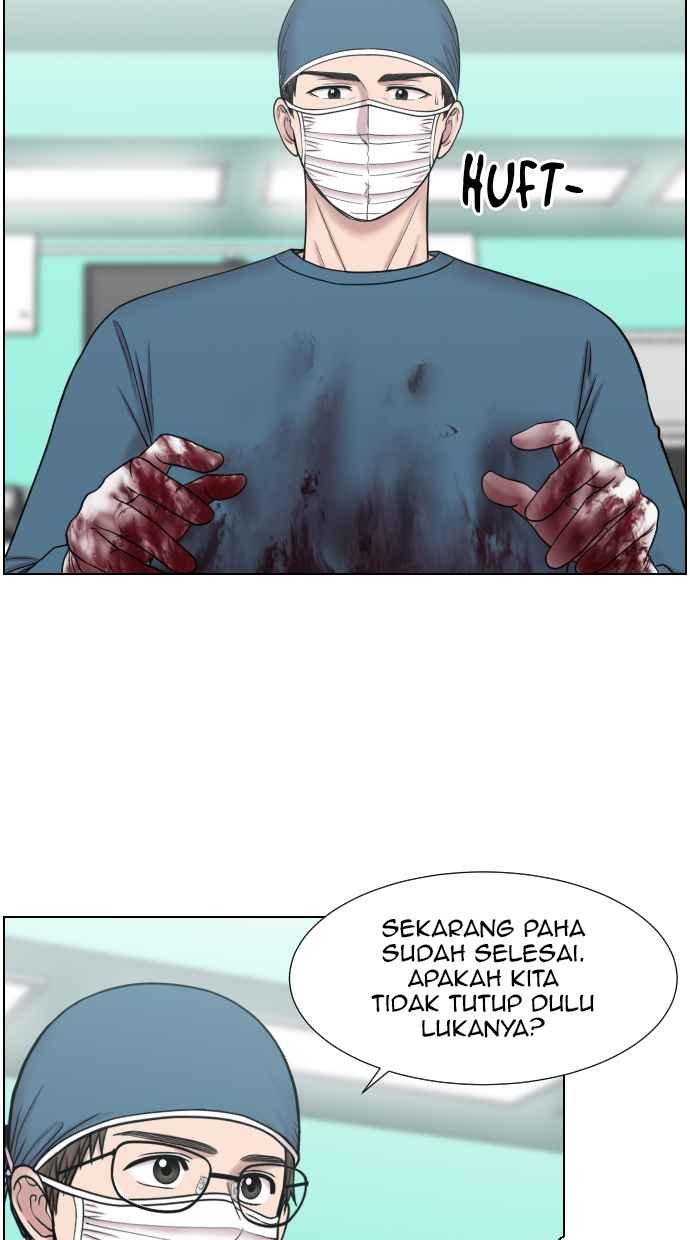 HUFT-
SEKARANG PAHA
SUDAH SELESAI.
APAKAH KITA
TIDAK TUTUP DULU
LUKANYA?